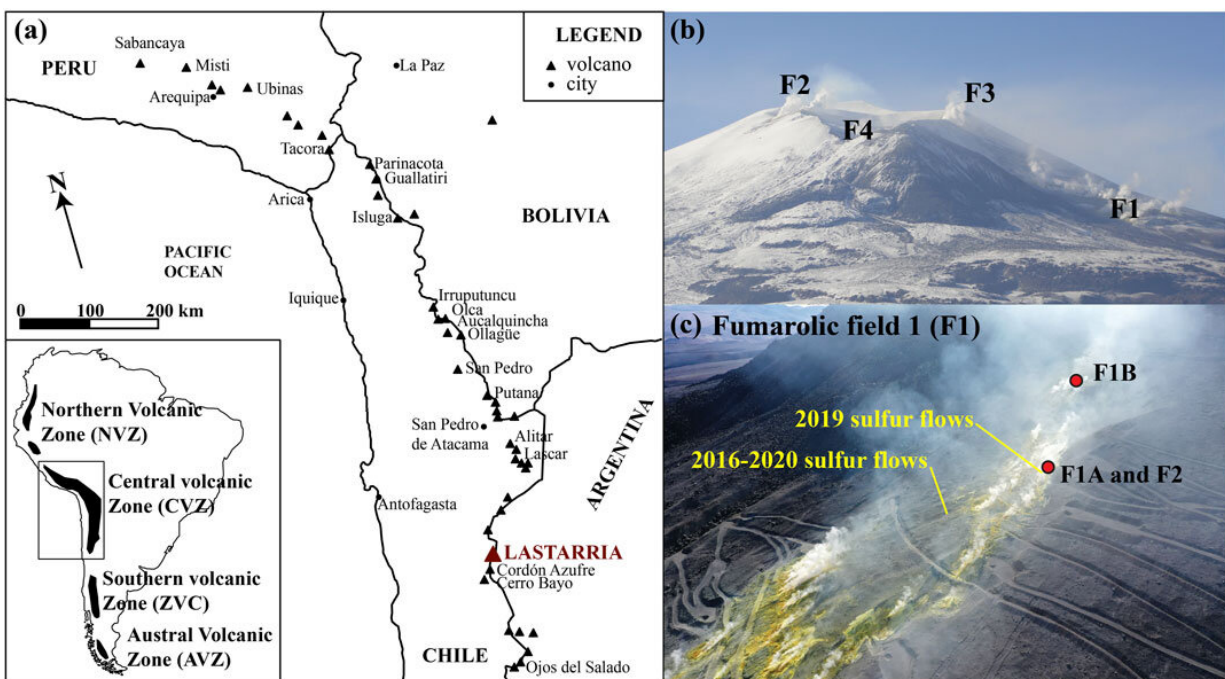 (a)
LEGEND
volcano
city
PERU
Sabancaya
Misti
Arequipa
Ubinas
La Paz
Tacora
Parinacota
Guallatiri
Arica
Isluga
BOLIVIA
N
PACIFIC
OCEAN
0 100 200 km
Iquique
Irruputuncu
Olca
Aucalquincha
Ollagüe
San Pedro
Putana
San Pedro
de Atacama
Alitar
Lascar
ARGENTINA
Antofagasta
LASTARRIA
Cordón Azufre
Cerro Bayo
CHILE
Ojos del Salado
Northern Volcanic
Zone (NVZ)
Central volcanic
Zone (CVZ)
Southern volcanic
Zone (ZVC)
Austral Volcanic
Zone (AVZ)
(b)
F2
F3
F4
F1
(c) Fumarolic field 1 (F1)
F1B
2019 sulfur flows
2016-2020 sulfur flows
F1A and F2